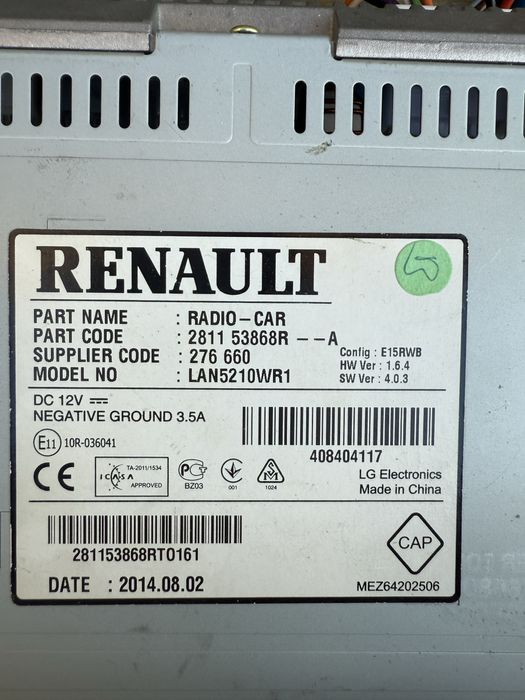 RENAULT
5
PART NAME : RADIO-CAR
PART CODE : 2811 53868R --A
SUPPLIER CODE : 276 660
MODEL NO : LAN5210WR1
Config : E15RWB
HW Ver : 1.6.4
SW Ver : 4.0.3
DC 12V
NEGATIVE GROUND 3.5A
E11 10R-036041
408404117
CE
ICASA
TA-2011/1534
APPROVED
BZ03
001
1024
LG Electronics
Made in China
281153868RT0161
DATE : 2014.08.02
CAP
MEZ64202506